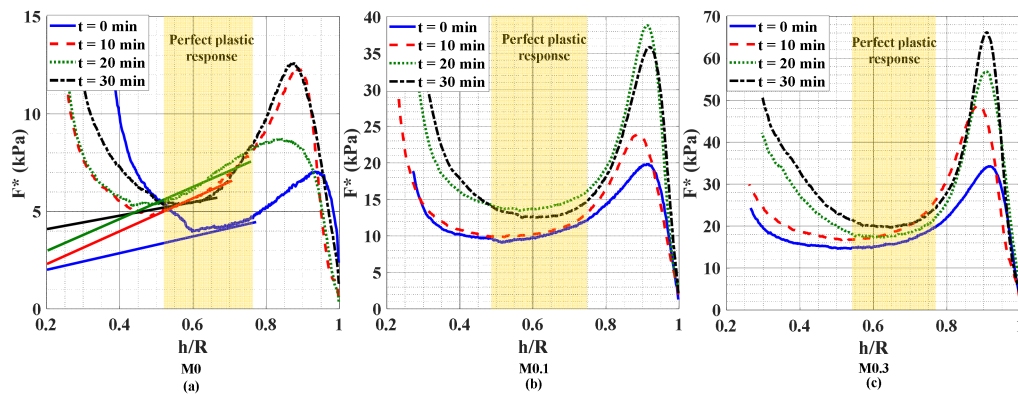 15
10
5
0
F* (kPa)
t = 0 min
t = 10 min
t = 20 min
t = 30 min
Perfect plastic
response
0.2
0.4
0.6
0.8
1
h/R
M0
(a)
40
35
30
25
20
15
10
5
0
F* (kPa)
t = 0 min
t = 10 min
t = 20 min
t = 30 min
Perfect plastic
response
0.2
0.4
0.6
0.8
1
h/R
M0.1
(b)
70
60
50
40
30
20
10
0
F* (kPa)
t = 0 min
t = 10 min
t = 20 min
t = 30 min
Perfect plastic
response
0.2
0.4
0.6
0.8
1
h/R
M0.3
(c)